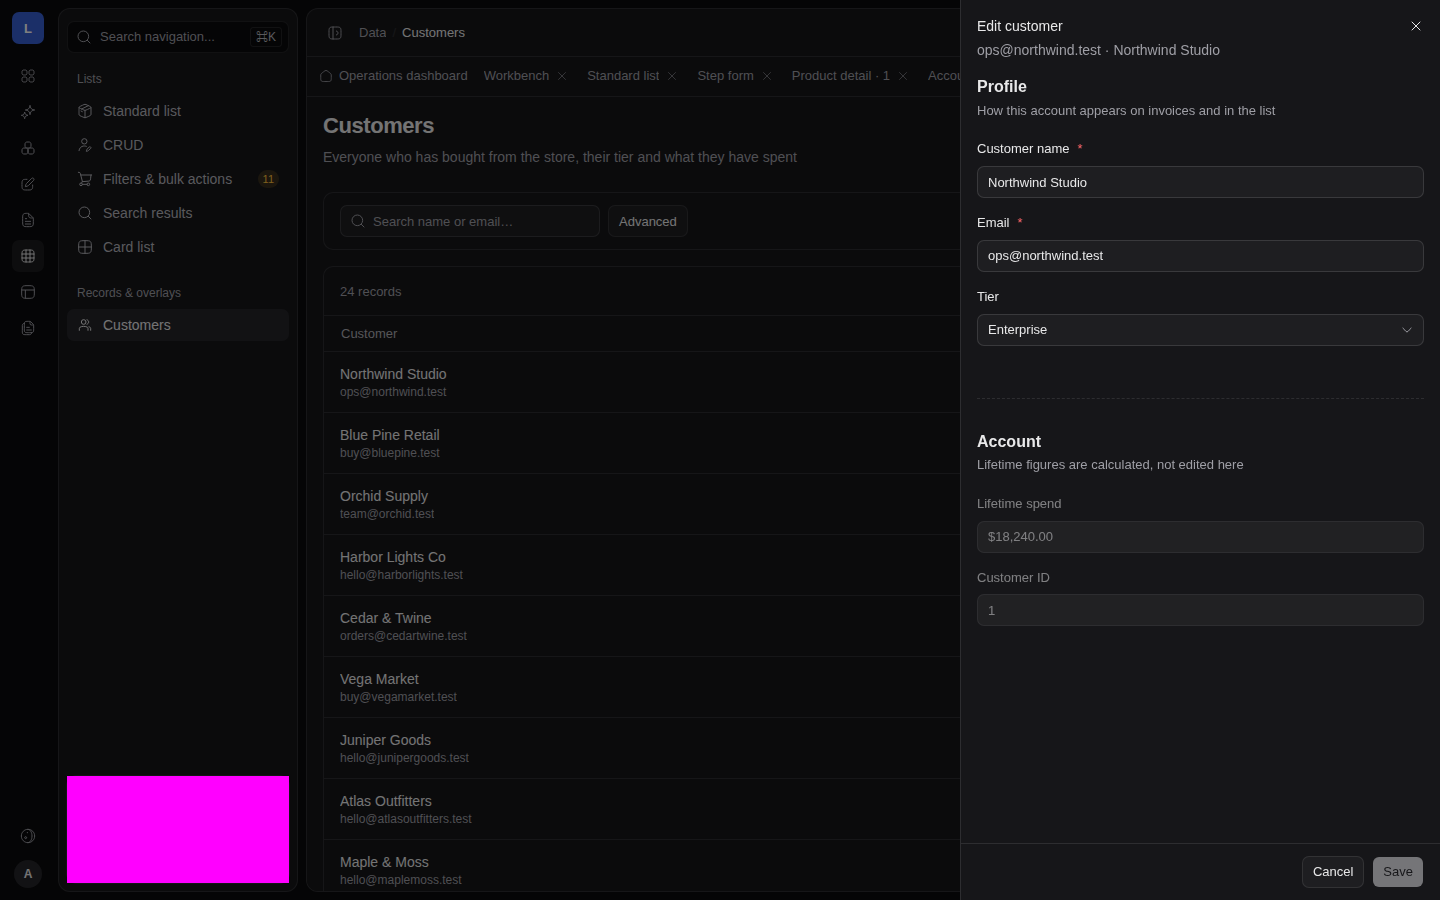 L
Search navigation...
⌘K
Lists
Standard list
CRUD
Filters & bulk actions
11
Search results
Card list
Records & overlays
Customers
A
Data / Customers
Operations dashboard
Workbench
Standard list
Step form
Product detail · 1
Accou
Customers
Everyone who has bought from the store, their tier and what they have spent
Search name or email…
Advanced
24 records
Customer
Northwind Studio
ops@northwind.test
Blue Pine Retail
buy@bluepine.test
Orchid Supply
team@orchid.test
Harbor Lights Co
hello@harborlights.test
Cedar & Twine
orders@cedartwine.test
Vega Market
buy@vegamarket.test
Juniper Goods
hello@junipergoods.test
Atlas Outfitters
hello@atlasoutfitters.test
Maple & Moss
hello@maplemoss.test
Edit customer
ops@northwind.test · Northwind Studio
Profile
How this account appears on invoices and in the list
Customer name *
Northwind Studio
Email *
ops@northwind.test
Tier
Enterprise
Account
Lifetime figures are calculated, not edited here
Lifetime spend
$18,240.00
Customer ID
1
Cancel
Save